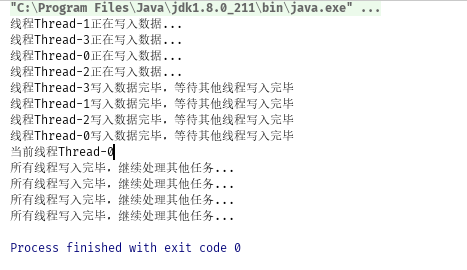 "C:\Program Files\Java\jdk1.8.0_211\bin\java.exe" ...
线程Thread-1正在写入数据...
线程Thread-3正在写入数据...
线程Thread-0正在写入数据...
线程Thread-2正在写入数据...
线程Thread-3写入数据完毕，等待其他线程写入完毕
线程Thread-1写入数据完毕，等待其他线程写入完毕
线程Thread-2写入数据完毕，等待其他线程写入完毕
线程Thread-0写入数据完毕，等待其他线程写入完毕
当前线程Thread-0
所有线程写入完毕，继续处理其他任务...
所有线程写入完毕，继续处理其他任务...
所有线程写入完毕，继续处理其他任务...
所有线程写入完毕，继续处理其他任务...
Process finished with exit code 0